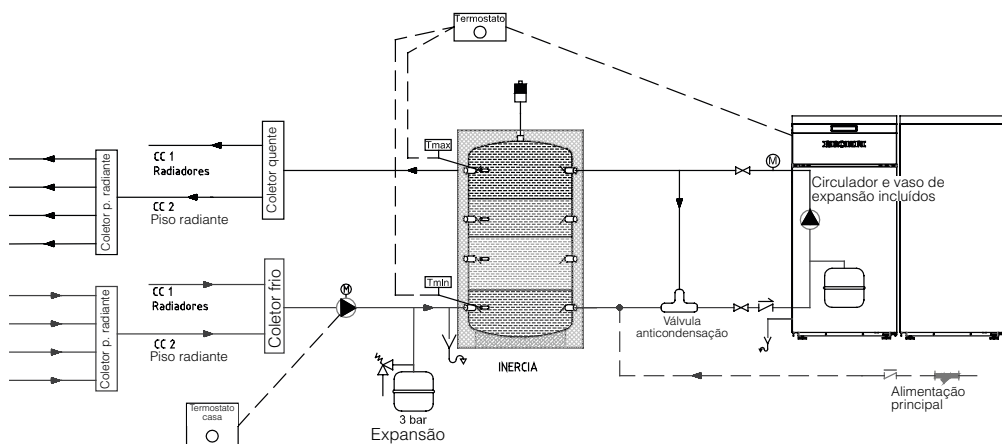 Termostato
Tmax
Coletor p. radiante
CC 1
Radiadores
CC 2
Piso radiante
Coletor quente
M
Circulador e vaso de
expansão incluídos
Coletor p. radiante
CC 1
Radiadores
CC 2
Piso radiante
Coletor frio
M
TmIn
Válvula
anticondensação
INERCIA
Termostato
casa
3 bar
Expansão
Alimentação
principal